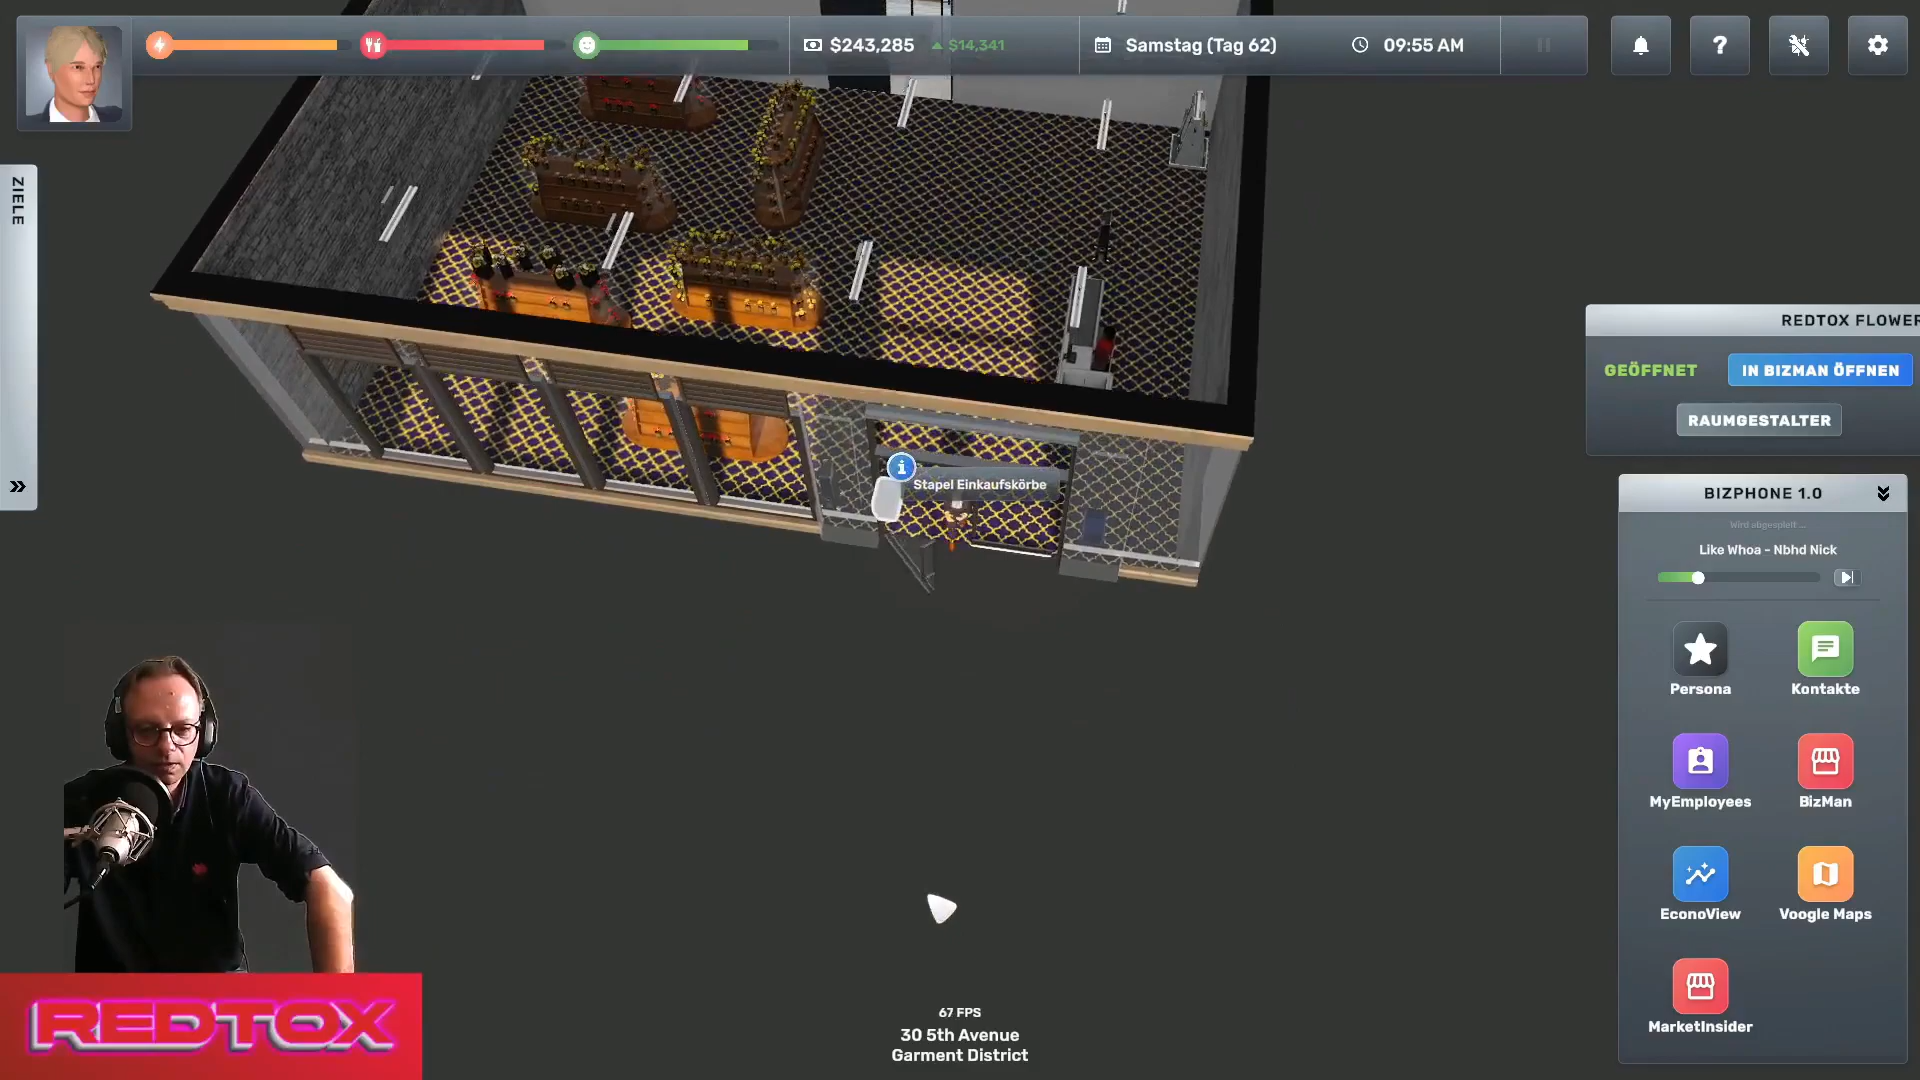 $243,285
$14,341
Samstag (Tag 62)
09:55 AM
?
ZIELE
REDTOX FLOWER
GEÖFFNET
IN BIZMAN ÖFFNEN
RAUMGESTALTER
i
Stapel Einkaufskörbe
BIZPHONE 1.0
Wird abgespielt ...
Like Whoa - Nbhd Nick
Persona
Kontakte
MyEmployees
BizMan
EconoView
Voogle Maps
MarketInsider
REDTOX
67 FPS
30 5th Avenue
Garment District